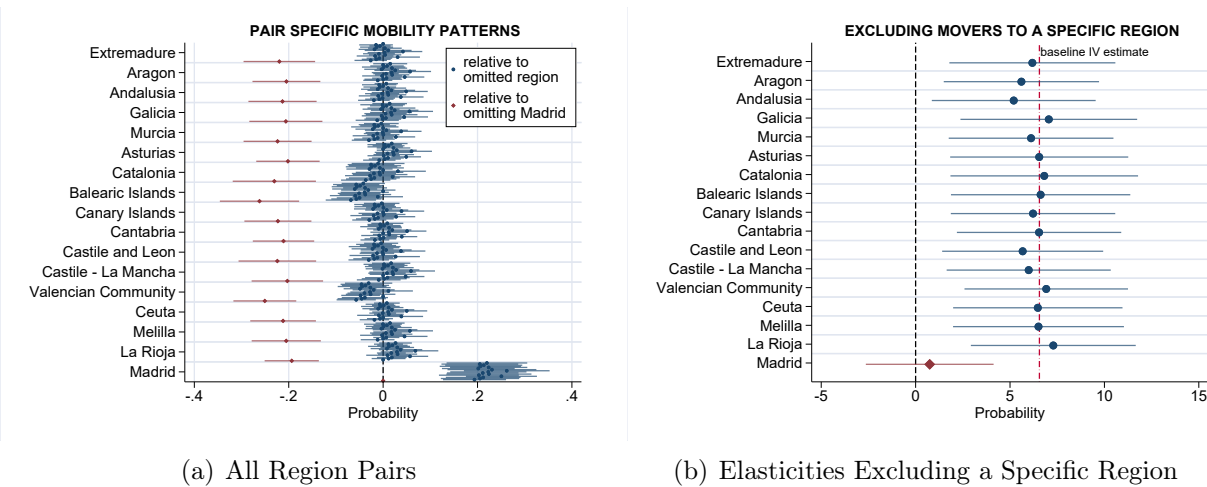 PAIR SPECIFIC MOBILITY PATTERNS
Extremadure
Aragon
Andalusia
Galicia
Murcia
Asturias
Catalonia
Balearic Islands
Canary Islands
Cantabria
Castile and Leon
Castile - La Mancha
Valencian Community
Ceuta
Melilla
La Rioja
Madrid
relative to
omitted region
relative to
omitting Madrid
-.4 -.2 0 .2 .4
Probability
(a) All Region Pairs
EXCLUDING MOVERS TO A SPECIFIC REGION
baseline IV estimate
Extremadure
Aragon
Andalusia
Galicia
Murcia
Asturias
Catalonia
Balearic Islands
Canary Islands
Cantabria
Castile and Leon
Castile - La Mancha
Valencian Community
Ceuta
Melilla
La Rioja
Madrid
-5 0 5 10 15
Probability
(b) Elasticities Excluding a Specific Region